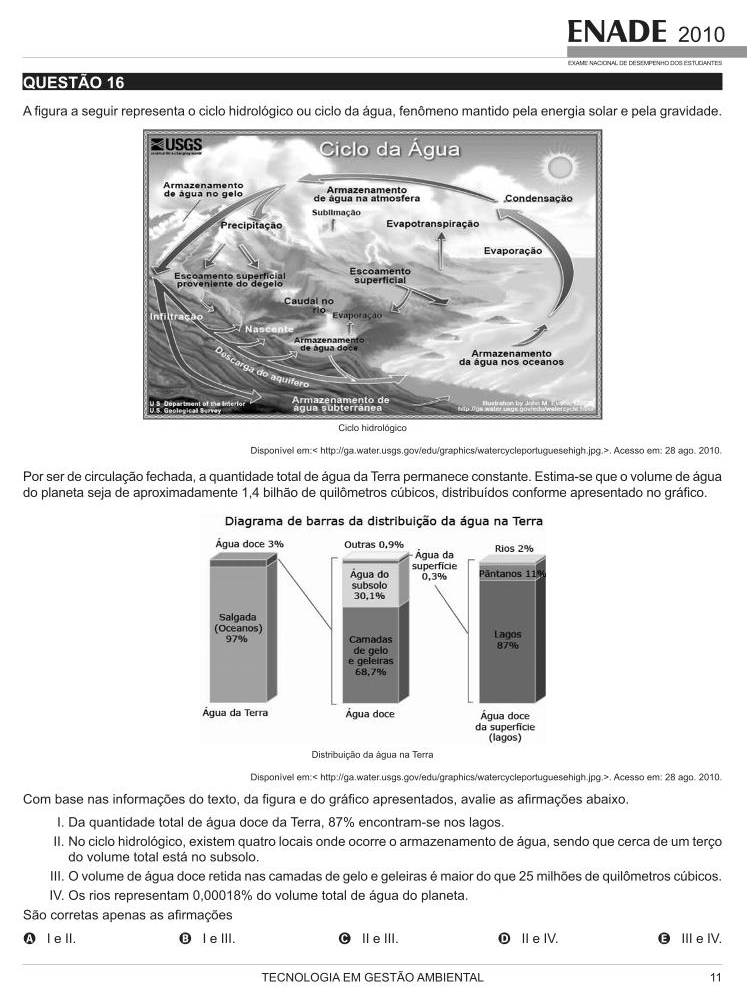 ENADE 2010
EXAME NACIONAL DE DESEMPENHO DOS ESTUDANTES
QUESTÃO 16
A figura a seguir representa o ciclo hidrológico ou ciclo da água, fenômeno mantido pela energia solar e pela gravidade.
USGS
Ciclo da Água
Armazenamento
de água no gelo
Armazenamento
de água na atmosfera
Condensação
Sublimação
Precipitação
Evapotranspiração
Evaporação
Escoamento superficial
proveniente do degelo
Escoamento
superficial
Caudal no
rio
Evaporação
Infiltração
Nascente
Armazenamento
de água doce
Armazenamento
da água nos oceanos
Descarga do aquífero
Armazenamento de
água subterrânea
U.S. Department of the Interior
U.S. Geological Survey
Illustration by John M. Evans,
http://ga.water.usgs.gov/edu/watercycle.html
Ciclo hidrológico
Disponível em:< http://ga.water.usgs.gov/edu/graphics/watercycleportuguesehigh.jpg.>. Acesso em: 28 ago. 2010.
Por ser de circulação fechada, a quantidade total de água da Terra permanece constante. Estima-se que o volume de água
do planeta seja de aproximadamente 1,4 bilhão de quilômetros cúbicos, distribuídos conforme apresentado no gráfico.
Diagrama de barras da distribuição da água na Terra
Água doce 3%
Salgada
(Oceanos)
97%
Água da Terra
Outras 0,9%
Água da
superfície
0,3%
Água do
subsolo
30,1%
Camadas
de gelo
e geleiras
68,7%
Água doce
Rios 2%
Pântanos 11%
Lagos
87%
Água doce
da superfície
(lagos)
Distribuição da água na Terra
Disponível em:< http://ga.water.usgs.gov/edu/graphics/watercycleportuguesehigh.jpg.>. Acesso em: 28 ago. 2010.
Com base nas informações do texto, da figura e do gráfico apresentados, avalie as afirmações abaixo.
I. Da quantidade total de água doce da Terra, 87% encontram-se nos lagos.
II. No ciclo hidrológico, existem quatro locais onde ocorre o armazenamento de água, sendo que cerca de um terço
do volume total está no subsolo.
III. O volume de água doce retida nas camadas de gelo e geleiras é maior do que 25 milhões de quilômetros cúbicos.
IV. Os rios representam 0,00018% do volume total de água do planeta.
São corretas apenas as afirmações
A I e II.
B I e III.
C II e III.
D II e IV.
E III e IV.
TECNOLOGIA EM GESTÃO AMBIENTAL
11